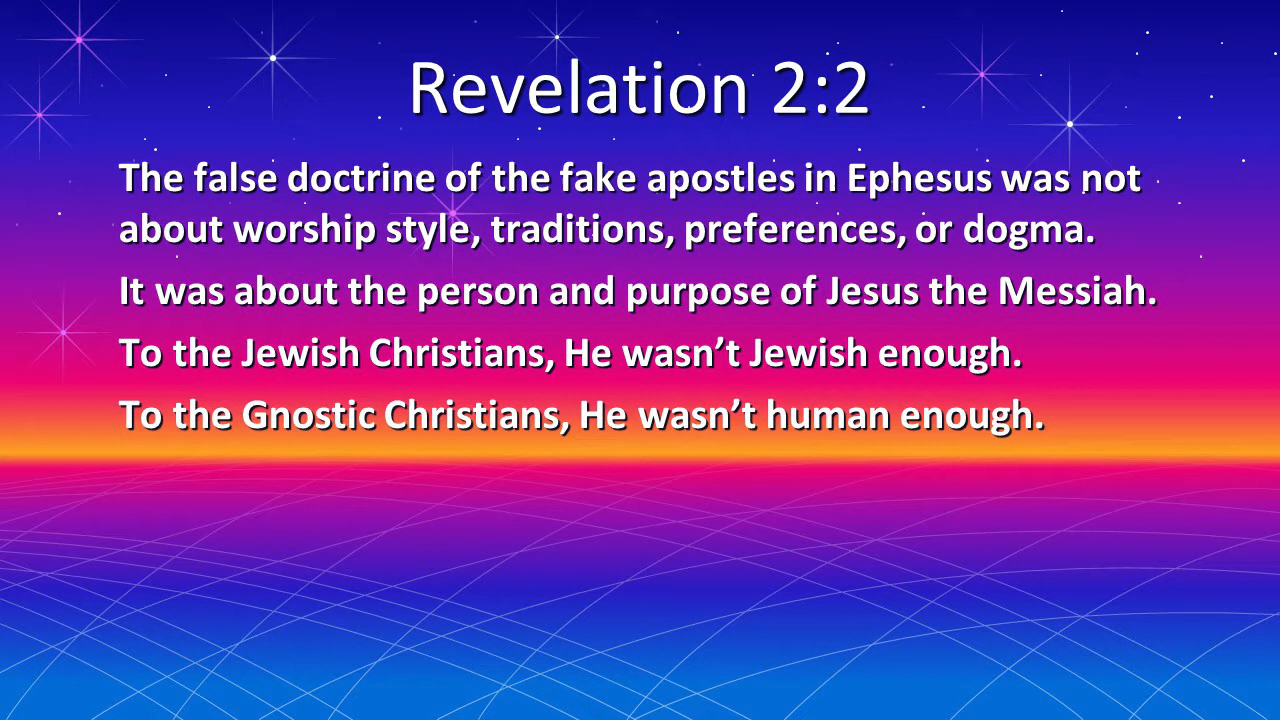 Revelation 2:2
The false doctrine of the fake apostles in Ephesus was not
about worship style, traditions, preferences, or dogma.
It was about the person and purpose of Jesus the Messiah.
To the Jewish Christians, He wasn’t Jewish enough.
To the Gnostic Christians, He wasn’t human enough.